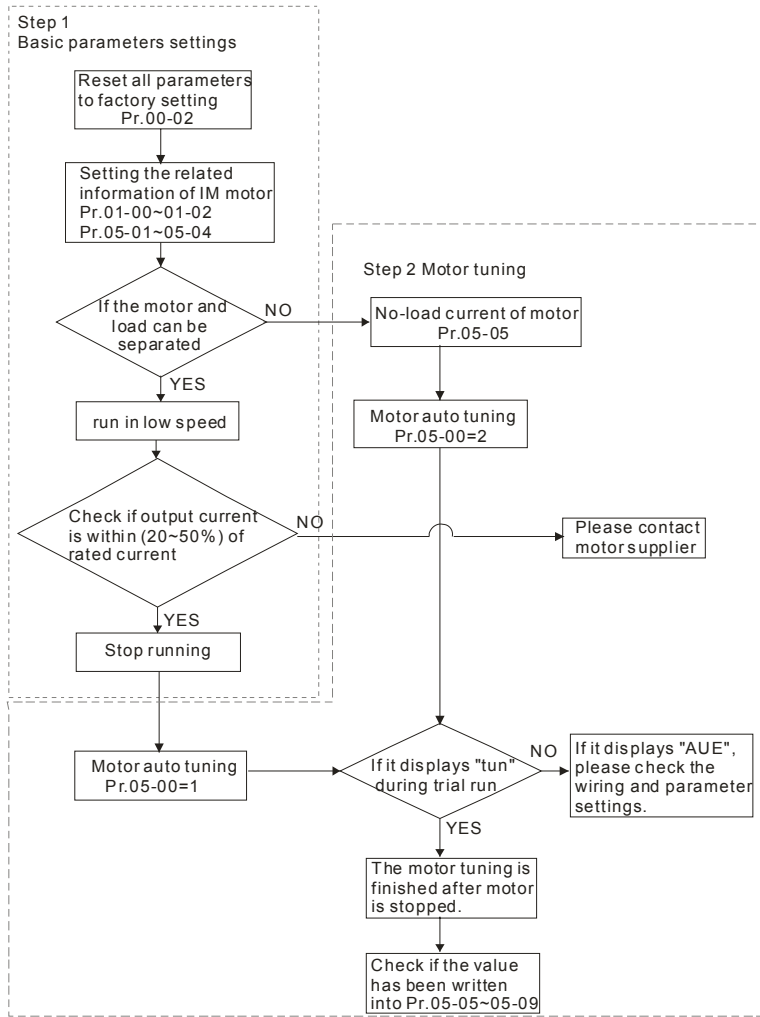 Step 1
Basic parameters settings
Reset all parameters
to factory setting
Pr.00-02
Setting the related
information of IM motor
Pr.01-00~01-02
Pr.05-01~05-04
If the motor and
load can be
separated
NO
YES
run in low speed
Check if output current
is within (20~50%) of
rated current
NO
YES
Stop running
Step 2 Motor tuning
No-load current of motor
Pr.05-05
Motor auto tuning
Pr.05-00=2
Please contact
motor supplier
Motor auto tuning
Pr.05-00=1
If it displays "tun"
during trial run
NO
If it displays "AUE",
please check the
wiring and parameter
settings.
YES
The motor tuning is
finished after motor
is stopped.
Check if the value
has been written
into Pr.05-05~05-09